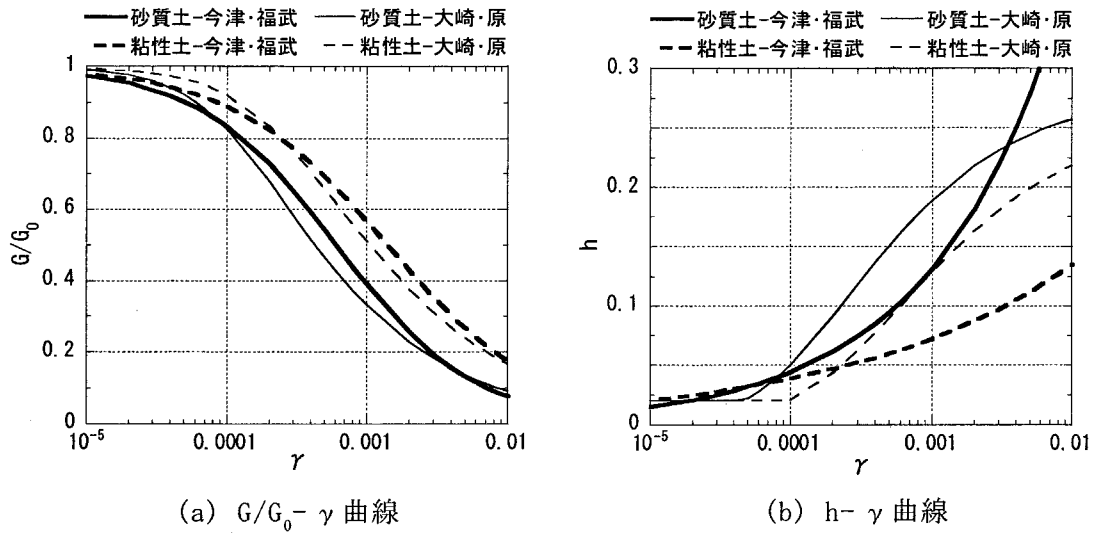 砂質土-今津・福武 砂質土-大崎・原
粘性土-今津・福武 粘性土-大崎・原
1
0.8
0.6
0.4
0.2
0
G/G₀
10⁻⁵ 0.0001 0.001 0.01
γ
(a) G/G₀- γ 曲線
砂質土-今津・福武 砂質土-大崎・原
粘性土-今津・福武 粘性土-大崎・原
0.3
0.2
0.1
0
h
10⁻⁵ 0.0001 0.001 0.01
γ
(b) h- γ 曲線